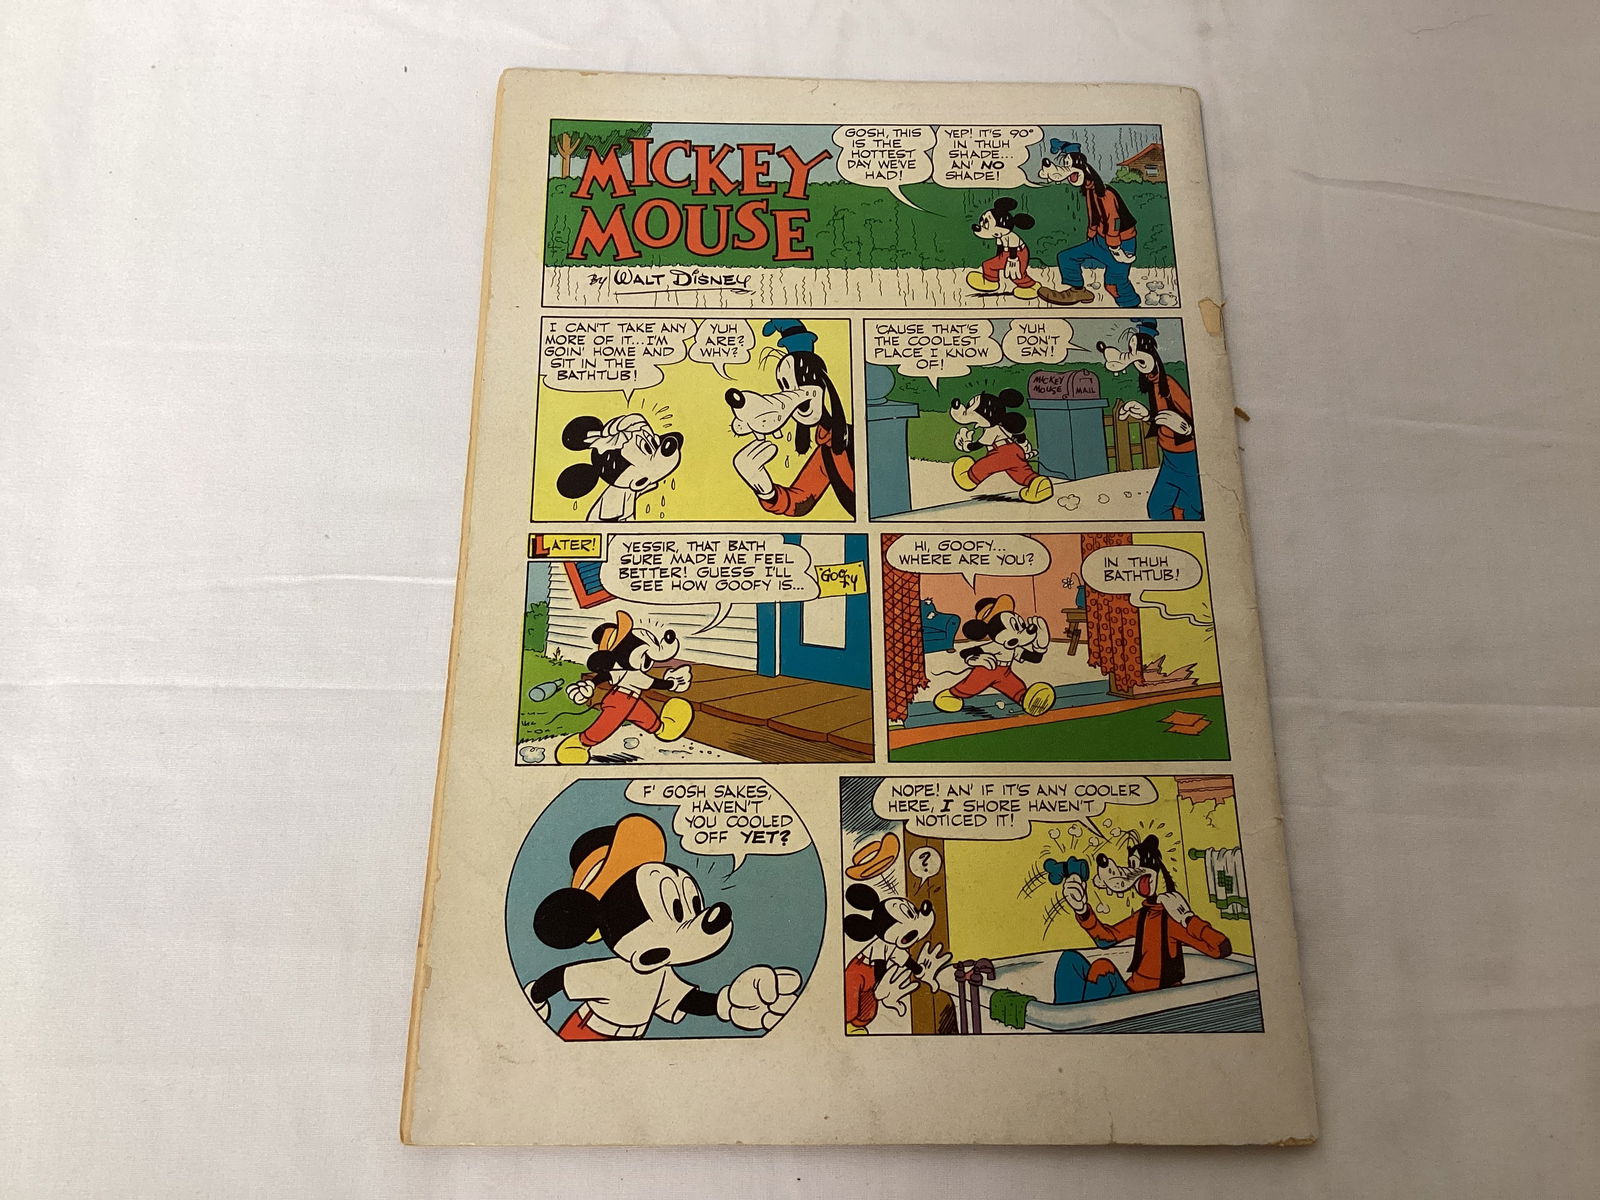 MICKEY
MOUSE
By WALT DISNEY
GOSH, THIS
IS THE
HOTTEST
DAY WE'VE
HAD!
YEP! IT'S 90°
IN THUH
SHADE...
AN' NO
SHADE!
I CAN'T TAKE ANY
MORE OF IT...I'M
GOIN' HOME AND
SIT IN THE
BATHTUB!
YUH
ARE?
WHY?
'CAUSE THAT'S
THE COOLEST
PLACE I KNOW
OF!
YUH
DON'T
SAY!
MICKEY
MOUSE
MAIL
LATER!
YESSIR, THAT BATH
SURE MADE ME FEEL
BETTER! GUESS I'LL
SEE HOW GOOFY IS...
"GOOFY
HI, GOOFY...
WHERE ARE YOU?
IN THUH
BATHTUB!
F' GOSH SAKES,
HAVEN'T
YOU COOLED
OFF YET?
NOPE! AN' IF IT'S ANY COOLER
HERE, I SHORE HAVEN'T
NOTICED IT!
?